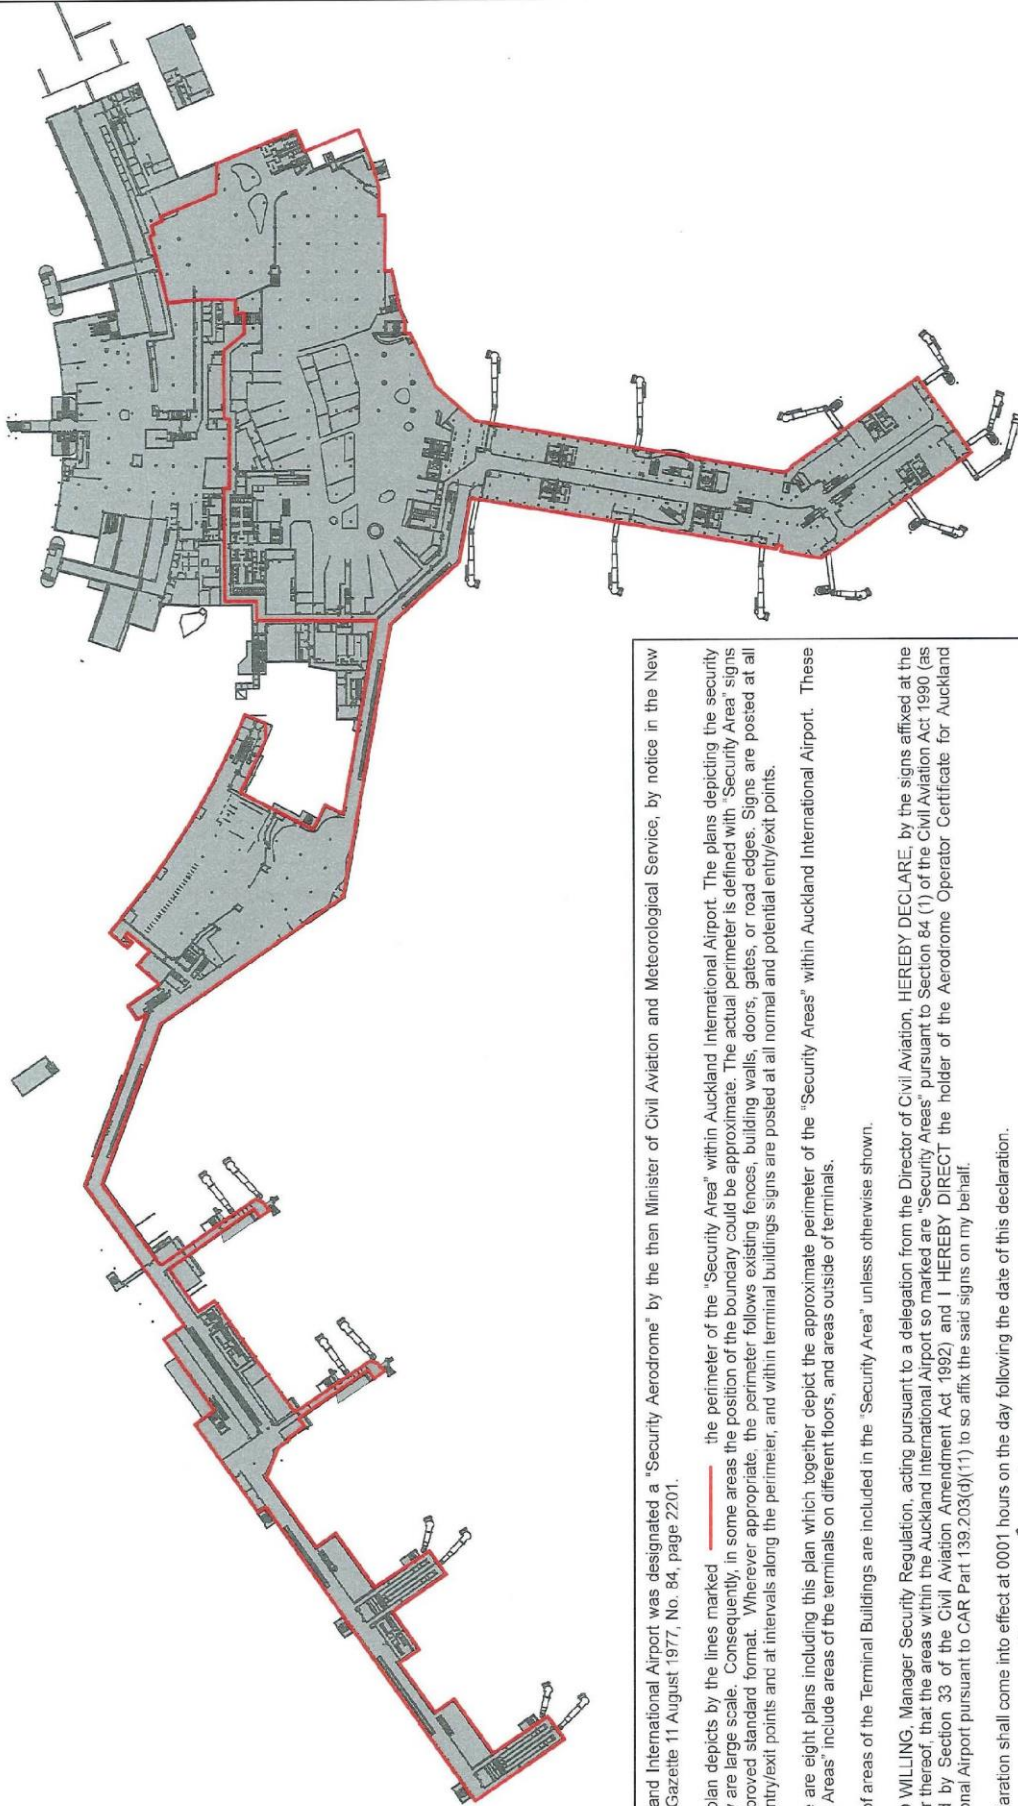 and International Airport was designated a "Security Aerodrome" by the then Minister of Civil Aviation and Meteorological Service, by notice in the New
Gazette 11 August 1977, No. 84, page 2201.
plan depicts by the lines marked the perimeter of the "Security Area" within Auckland International Airport. The plans depicting the security
y are large scale. Consequently, in some areas the position of the boundary could be approximate. The actual perimeter is defined with "Security Area" signs
proved standard format. Wherever appropriate, the perimeter follows existing fences, building walls, doors, gates, or road edges. Signs are posted at all
ntry/exit points and at intervals along the perimeter, and within terminal buildings signs are posted at all normal and potential entry/exit points.
e are eight plans including this plan which together depict the approximate perimeter of the "Security Areas" within Auckland International Airport. These
Areas" include areas of the terminals on different floors, and areas outside of terminals.
of areas of the Terminal Buildings are included in the "Security Area" unless otherwise shown.
WILLING, Manager Security Regulation, acting pursuant to a delegation from the Director of Civil Aviation, HEREBY DECLARE, by the signs affixed at the
r thereof, that the areas within the Auckland International Airport so marked are "Security Areas" pursuant to Section 84 (1) of the Civil Aviation Act 1990 (as
d by Section 33 of the Civil Aviation Amendment Act 1992) and I HEREBY DIRECT the holder of the Aerodrome Operator Certificate for Auckland
onal Airport pursuant to CAR Part 139.203(d)(11) to so affix the said signs on my behalf.
aration shall come into effect at 0001 hours on the day following the date of this declaration.